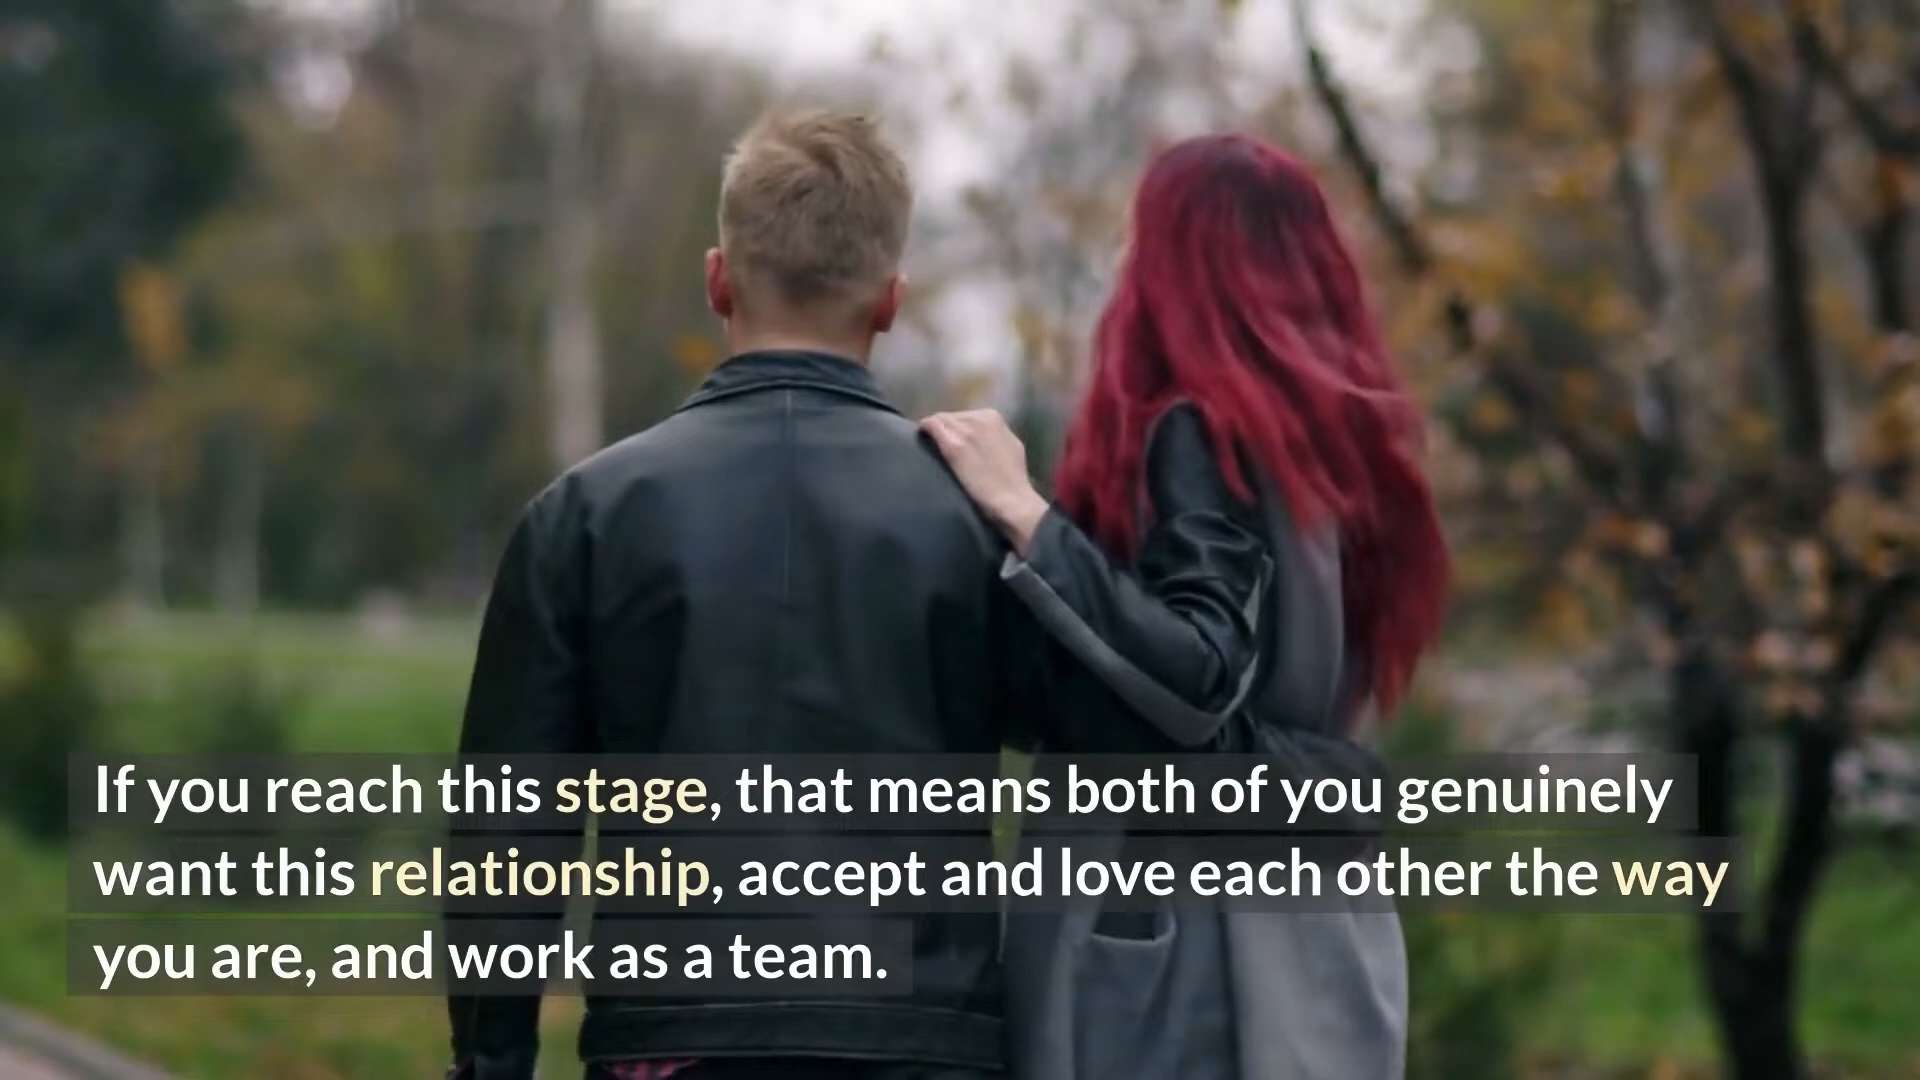 If you reach this stage, that means both of you genuinely
want this relationship, accept and love each other the way
you are, and work as a team.